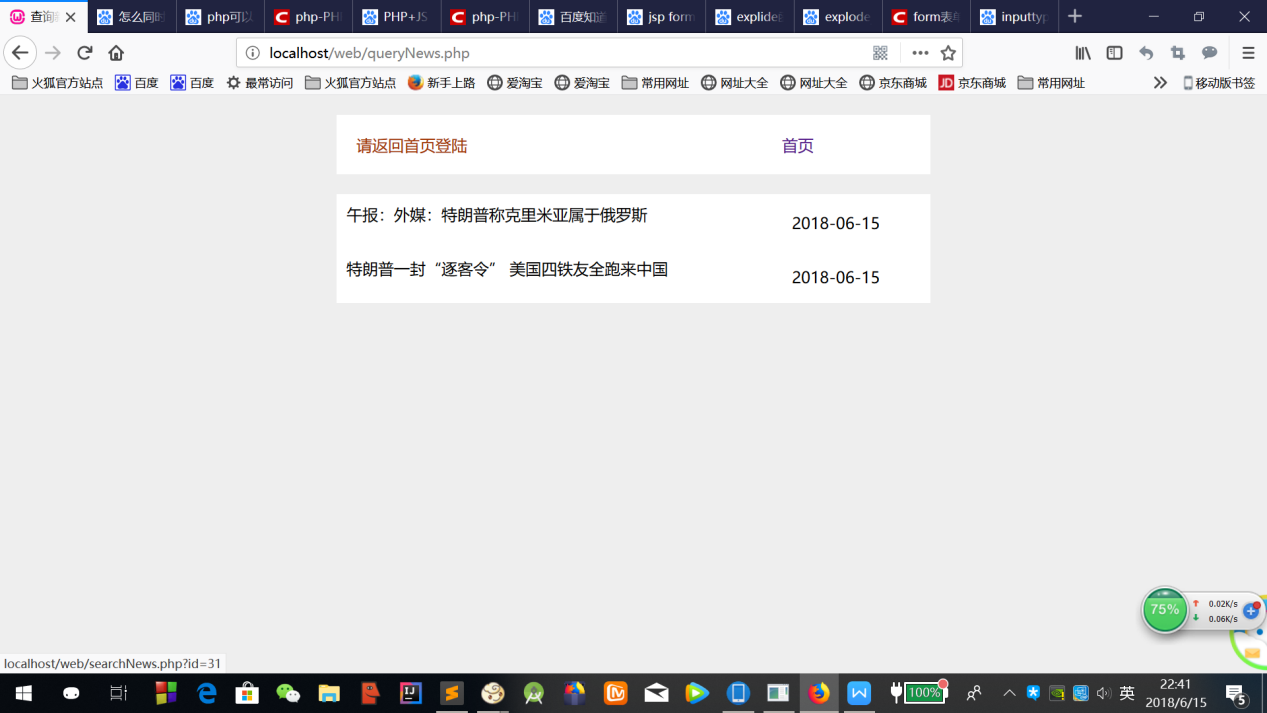 查询 怎么同时 php可以 php-PH PHP+JS php-PH 百度知道 jsp form explide explode form表单 inputtyp
localhost/web/queryNews.php
火狐官方站点 百度 百度 最常访问 火狐官方站点 新手上路 爱淘宝 爱淘宝 常用网址 网址大全 网址大全 京东商城 JD 京东商城 常用网址 移动版书签
请返回首页登陆 首页
午报：外媒：特朗普称克里米亚属于俄罗斯 2018-06-15
特朗普一封“逐客令” 美国四铁友全跑来中国 2018-06-15
75% 0.02K/s
0.06K/s
localhost/web/searchNews.php?id=31
100% 英 22:41
2018/6/15 5